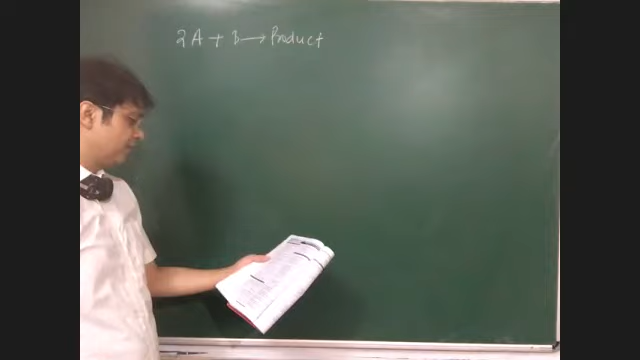 2A + B → Product